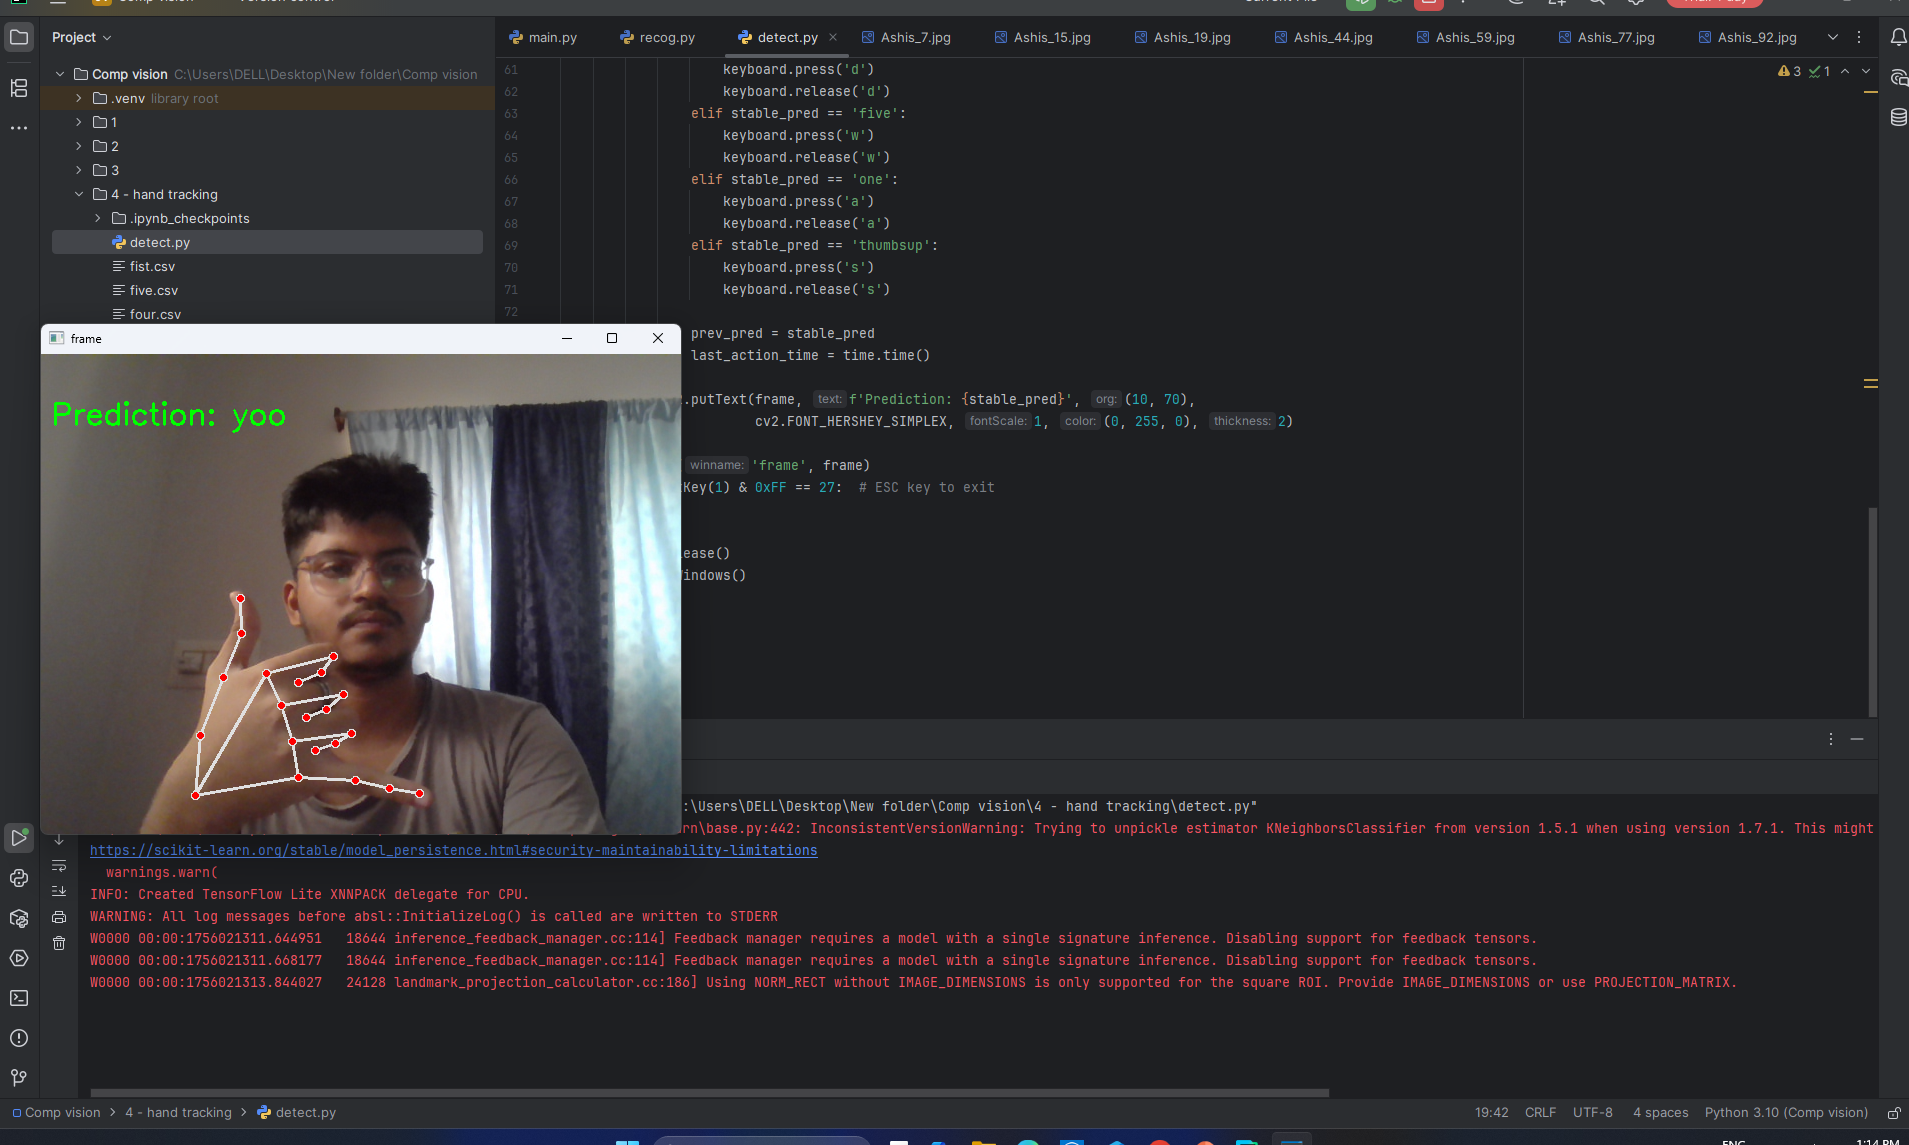 Comp vision
Version control
Current File
Project
main.py
recog.py
detect.py
Ashis_7.jpg
Ashis_15.jpg
Ashis_19.jpg
Ashis_44.jpg
Ashis_59.jpg
Ashis_77.jpg
Ashis_92.jpg
Comp vision C:\Users\DELL\Desktop\New folder\Comp vision
.venv library root
1
2
3
4 - hand tracking
.ipynb_checkpoints
detect.py
fist.csv
five.csv
four.csv
3 1
61 keyboard.press('d')
62 keyboard.release('d')
63 elif stable_pred == 'five':
64 keyboard.press('w')
65 keyboard.release('w')
66 elif stable_pred == 'one':
67 keyboard.press('a')
68 keyboard.release('a')
69 elif stable_pred == 'thumbsup':
70 keyboard.press('s')
71 keyboard.release('s')
72
prev_pred = stable_pred
last_action_time = time.time()
.putText(frame, text: f'Prediction: {stable_pred}', org: (10, 70),
cv2.FONT_HERSHEY_SIMPLEX, fontScale: 1, color: (0, 255, 0), thickness: 2)
winname: 'frame', frame)
Key(1) & 0xFF == 27: # ESC key to exit
ease()
indows()
frame
Prediction: yoo
:\Users\DELL\Desktop\New folder\Comp vision\4 - hand tracking\detect.py"
rn\base.py:442: InconsistentVersionWarning: Trying to unpickle estimator KNeighborsClassifier from version 1.5.1 when using version 1.7.1. This might
https://scikit-learn.org/stable/model_persistence.html#security-maintainability-limitations
warnings.warn(
INFO: Created TensorFlow Lite XNNPACK delegate for CPU.
WARNING: All log messages before absl::InitializeLog() is called are written to STDERR
W0000 00:00:1756021311.644951 18644 inference_feedback_manager.cc:114] Feedback manager requires a model with a single signature inference. Disabling support for feedback tensors.
W0000 00:00:1756021311.668177 18644 inference_feedback_manager.cc:114] Feedback manager requires a model with a single signature inference. Disabling support for feedback tensors.
W0000 00:00:1756021313.844027 24128 landmark_projection_calculator.cc:186] Using NORM_RECT without IMAGE_DIMENSIONS is only supported for the square ROI. Provide IMAGE_DIMENSIONS or use PROJECTION_MATRIX.
Comp vision > 4 - hand tracking > detect.py
19:42 CRLF UTF-8 4 spaces Python 3.10 (Comp vision)
ENG
1:14 PM